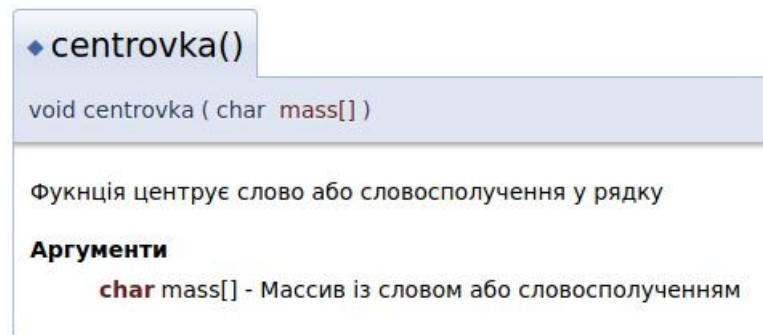 centrovka()
void centrovka ( char mass[] )
Фукнція центрує слово або словосполучення у рядку
Аргументи
char mass[] - Массив із словом або словосполученням